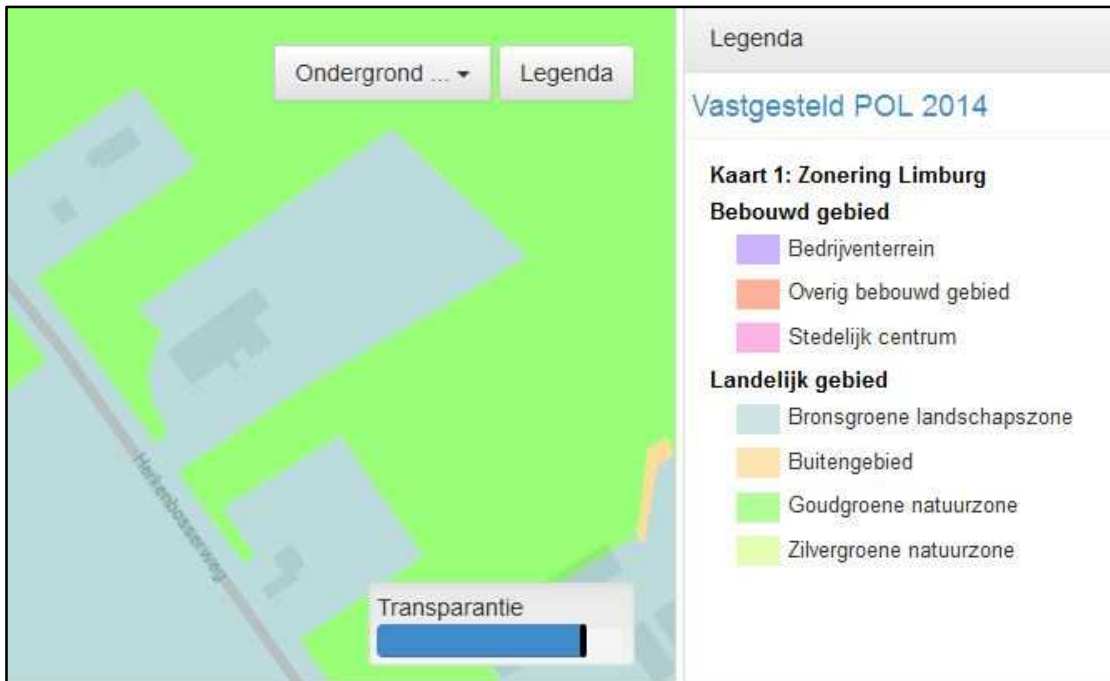 Ondergrond ...
Legenda
Herkenbosserweg
Transparantie
Legenda
Vastgesteld POL 2014
Kaart 1: Zonering Limburg
Bebouwd gebied
Bedrijventerrein
Overig bebouwd gebied
Stedelijk centrum
Landelijk gebied
Bronsgroene landschapszone
Buitengebied
Goudgroene natuurzone
Zilvergroene natuurzone